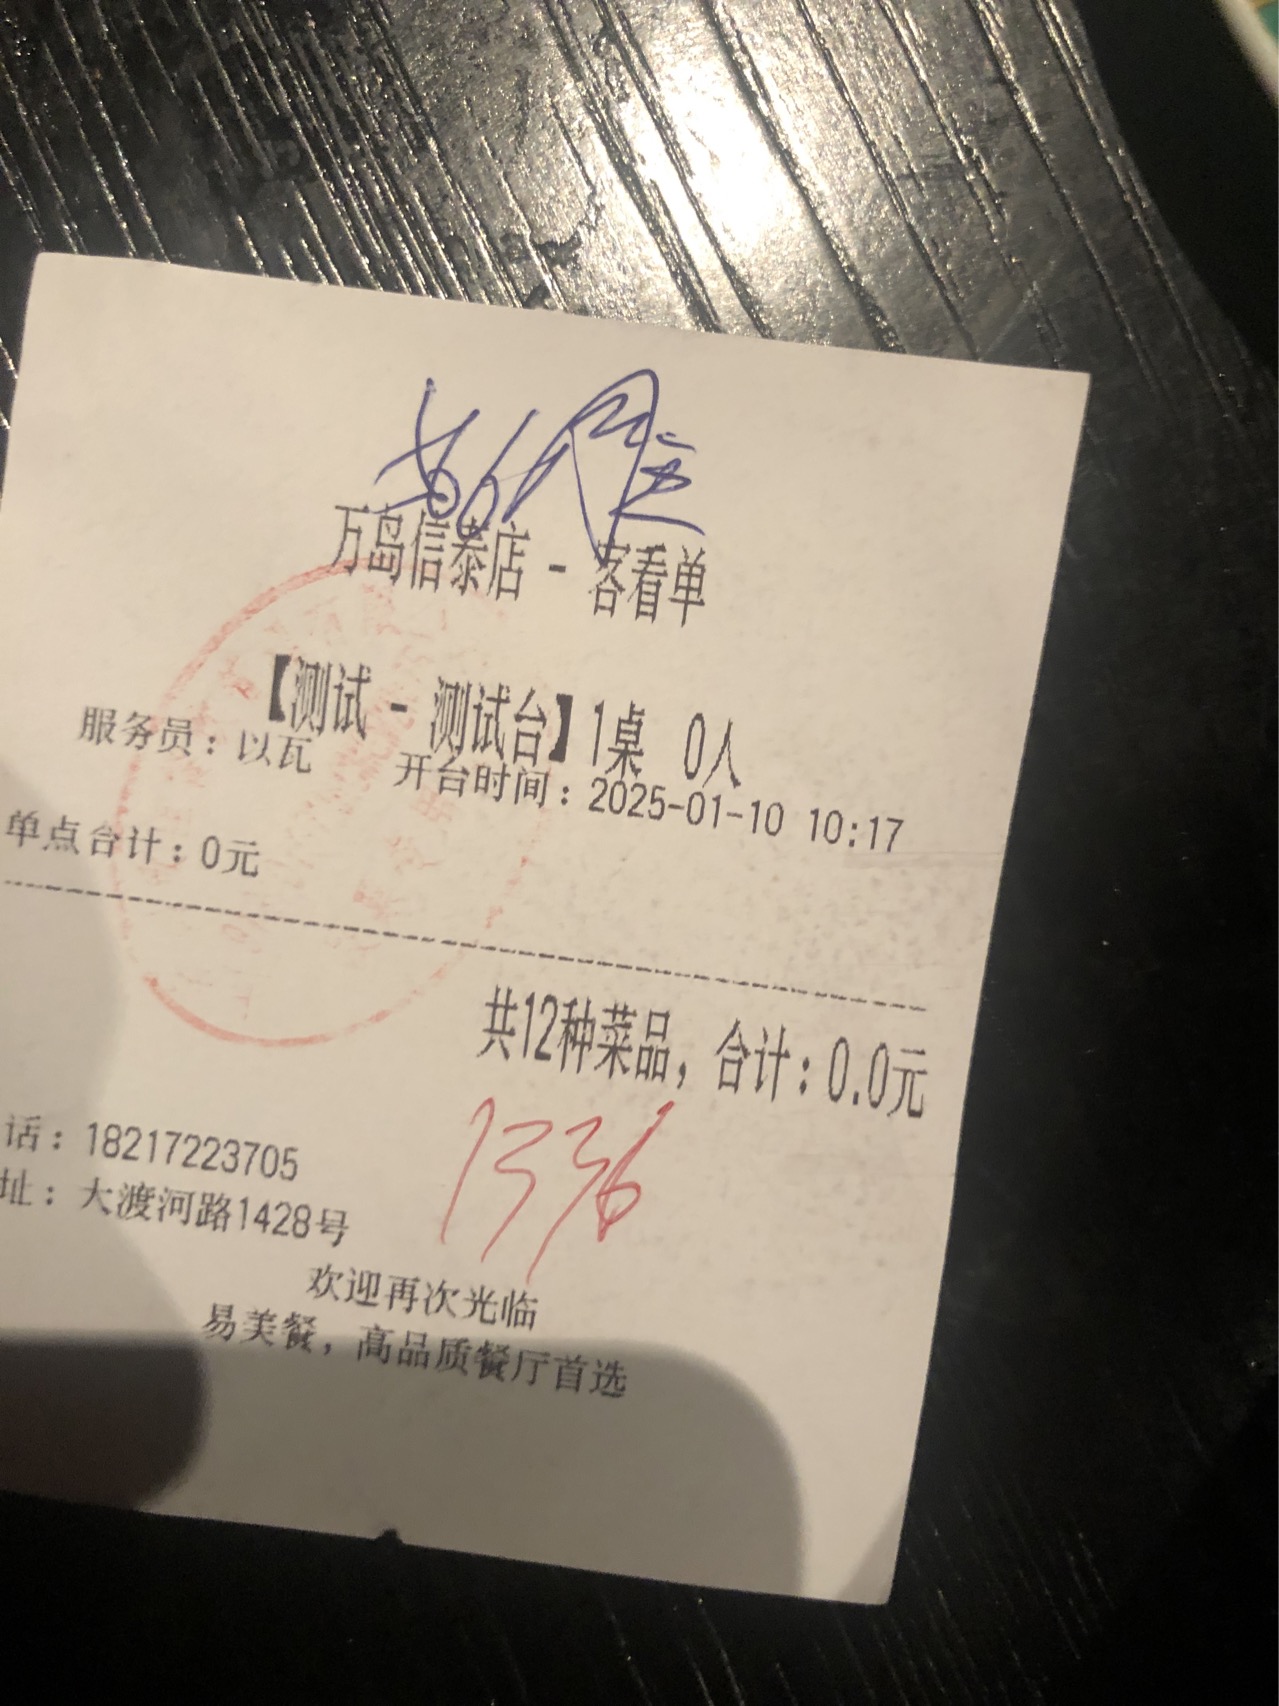 万岛信泰店 - 客看单
【测试 - 测试台】1桌 0人
服务员：以瓦 开台时间：2025-01-10 10:17
单点合计：0元
共12种菜品，合计：0.0元
1336
话：18217223705
址：大渡河路1428号
欢迎再次光临
易美餐，高品质餐厅首选